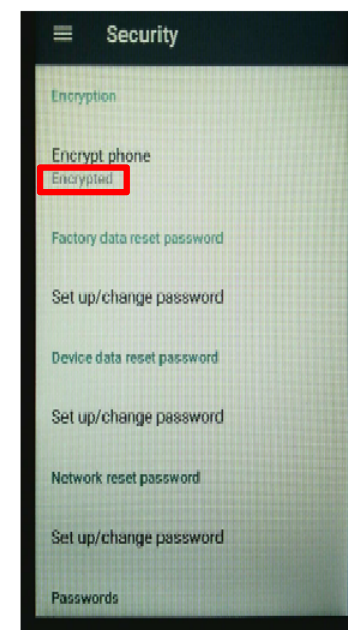 Security
Encryption
Encrypt phone
Encrypted
Factory data reset password
Set up/change password
Device data reset password
Set up/change password
Network reset password
Set up/change password
Passwords